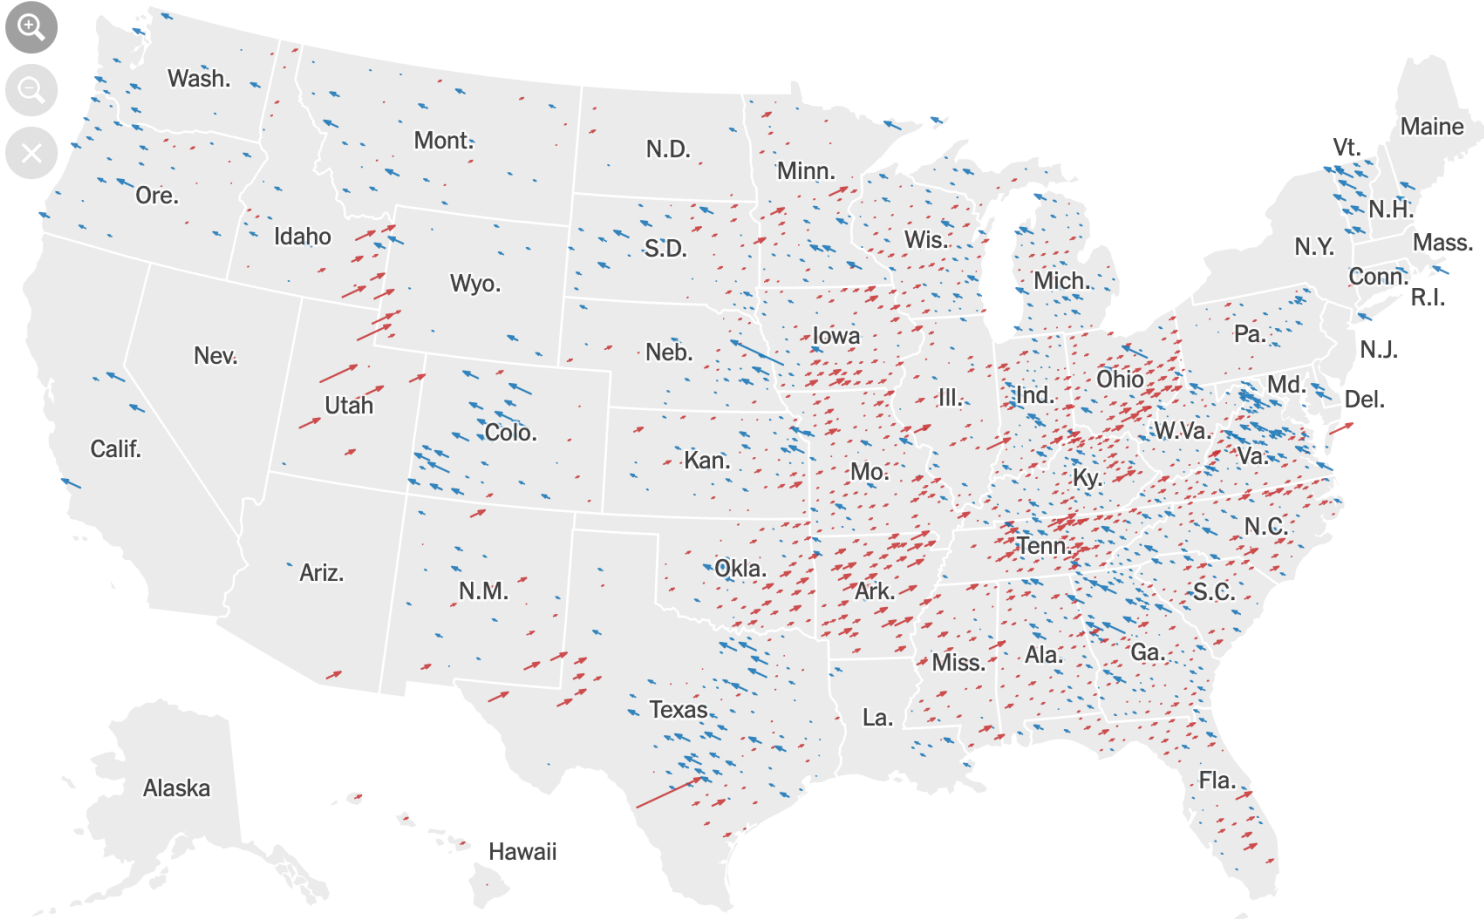 Wash.
Mont.
N.D.
Minn.
Vt.
Maine
Ore.
Idaho
S.D.
Wis.
Mich.
N.Y.
N.H.
Mass.
Conn.
R.I.
Wyo.
Nev.
Utah
Neb.
Iowa
Ill.
Ind.
Ohio
Pa.
N.J.
Md.
Del.
Calif.
Colo.
Kan.
Mo.
Ky.
W.Va.
Va.
Ariz.
N.M.
Okla.
Ark.
Tenn.
N.C.
S.C.
Texas
La.
Miss.
Ala.
Ga.
Fla.
Alaska
Hawaii